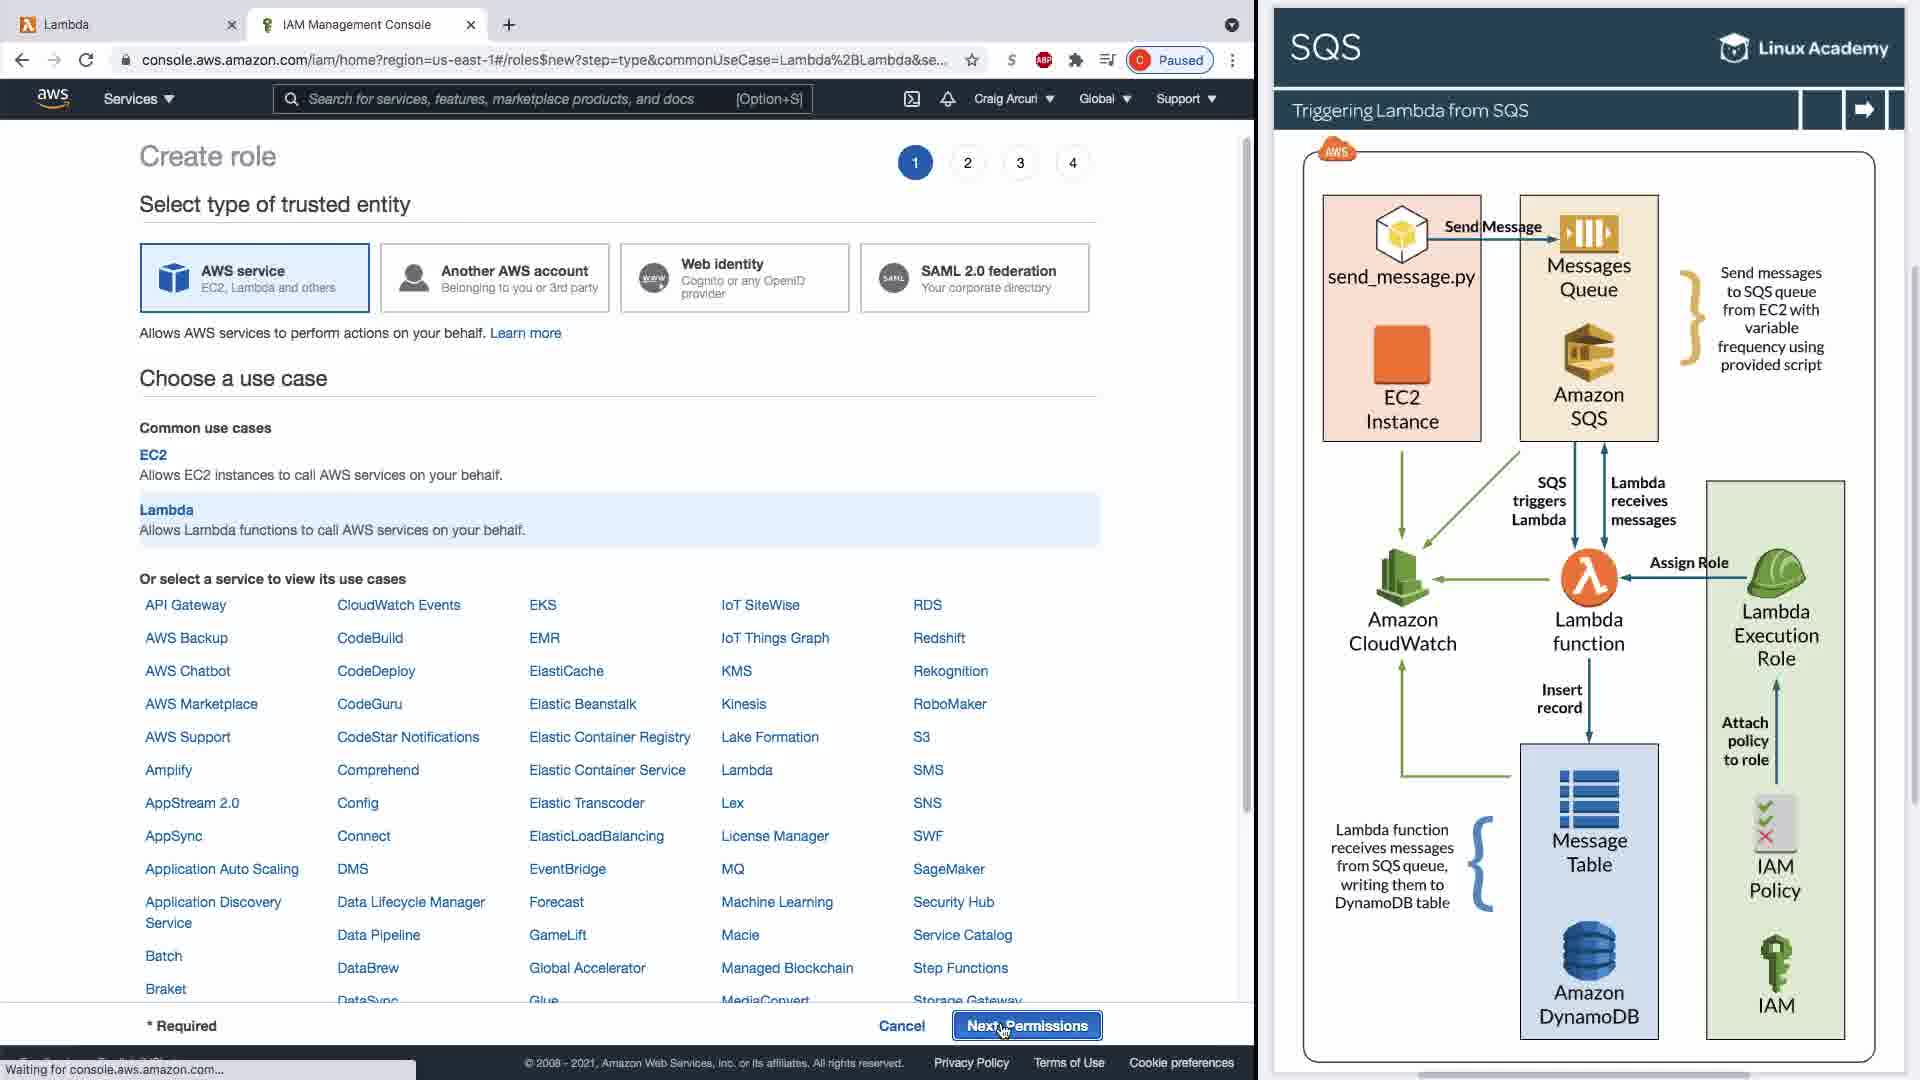 Lambda
IAM Management Console
console.aws.amazon.com/iam/home?region=us-east-1#/roles$new?step=type&commonUseCase=Lambda%2BLambda&se...
S
ABP
C
Paused
aws
Services
Search for services, features, marketplace products, and docs
[Option+S]
Craig Arcuri
Global
Support
Create role
1
2
3
4
Select type of trusted entity
AWS service
EC2, Lambda and others
Another AWS account
Belonging to you or 3rd party
WWW
Web identity
Cognito or any OpenID
provider
SAML
SAML 2.0 federation
Your corporate directory
Allows AWS services to perform actions on your behalf. Learn more
Choose a use case
Common use cases
EC2
Allows EC2 instances to call AWS services on your behalf.
Lambda
Allows Lambda functions to call AWS services on your behalf.
Or select a service to view its use cases
API Gateway
CloudWatch Events
EKS
IoT SiteWise
RDS
AWS Backup
CodeBuild
EMR
IoT Things Graph
Redshift
AWS Chatbot
CodeDeploy
ElastiCache
KMS
Rekognition
AWS Marketplace
CodeGuru
Elastic Beanstalk
Kinesis
RoboMaker
AWS Support
CodeStar Notifications
Elastic Container Registry
Lake Formation
S3
Amplify
Comprehend
Elastic Container Service
Lambda
SMS
AppStream 2.0
Config
Elastic Transcoder
Lex
SNS
AppSync
Connect
ElasticLoadBalancing
License Manager
SWF
Application Auto Scaling
DMS
EventBridge
MQ
SageMaker
Application Discovery
Service
Data Lifecycle Manager
Forecast
Machine Learning
Security Hub
Data Pipeline
GameLift
Macie
Service Catalog
Batch
DataBrew
Global Accelerator
Managed Blockchain
Step Functions
Braket
DataSync
Glue
MediaConvert
Storage Gateway
* Required
Cancel
Next: Permissions
Waiting for console.aws.amazon.com...
© 2008 - 2021, Amazon Web Services, Inc. or its affiliates. All rights reserved.
Privacy Policy
Terms of Use
Cookie preferences
SQS
Linux Academy
Triggering Lambda from SQS
AWS
send_message.py
Send Message
Messages
Queue
EC2
Instance
Amazon
SQS
Send messages
to SQS queue
from EC2 with
variable
frequency using
provided script
SQS
triggers
Lambda
Lambda
receives
messages
Assign Role
Amazon
CloudWatch
Lambda
function
Lambda
Execution
Role
Insert
record
Attach
policy
to role
Message
Table
Lambda function
receives messages
from SQS queue,
writing them to
DynamoDB table
IAM
Policy
Amazon
DynamoDB
IAM